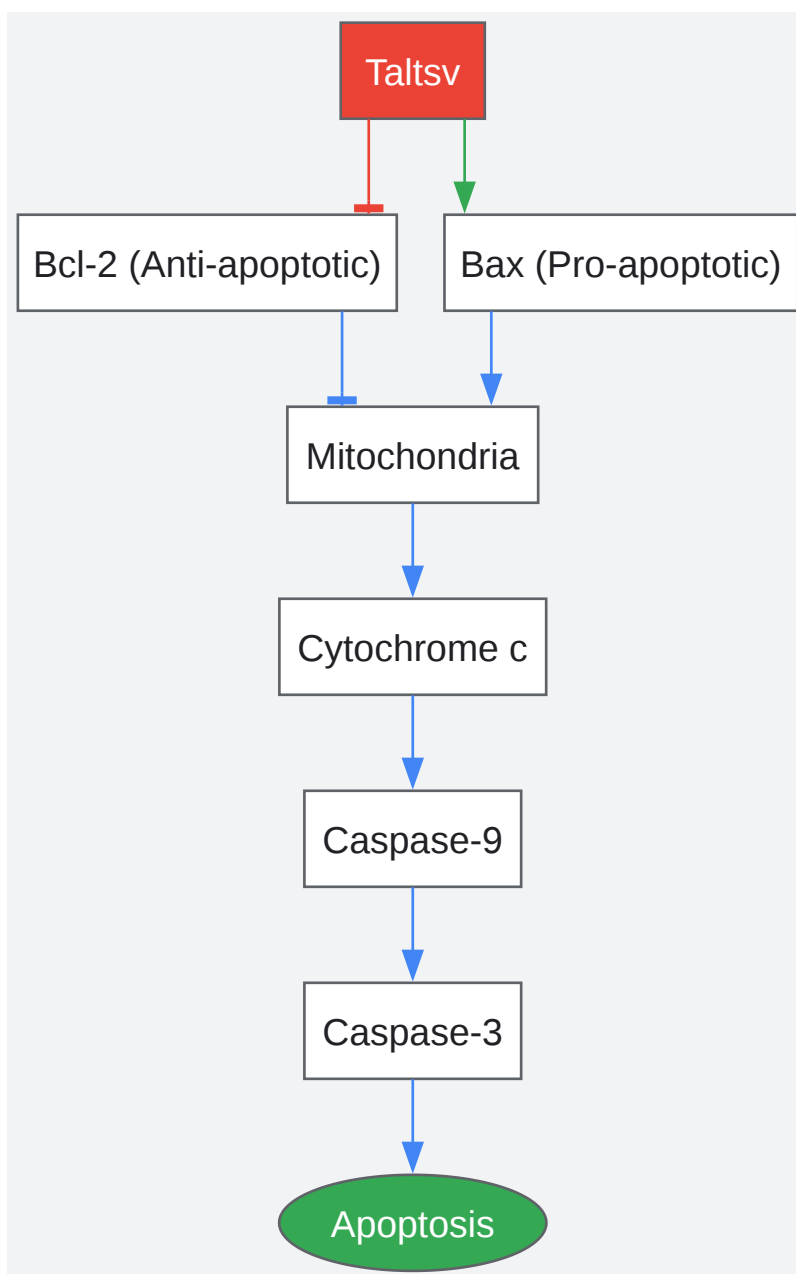 Taltsv
Bcl-2 (Anti-apoptotic)
Bax (Pro-apoptotic)
Mitochondria
Cytochrome c
Caspase-9
Caspase-3
Apoptosis